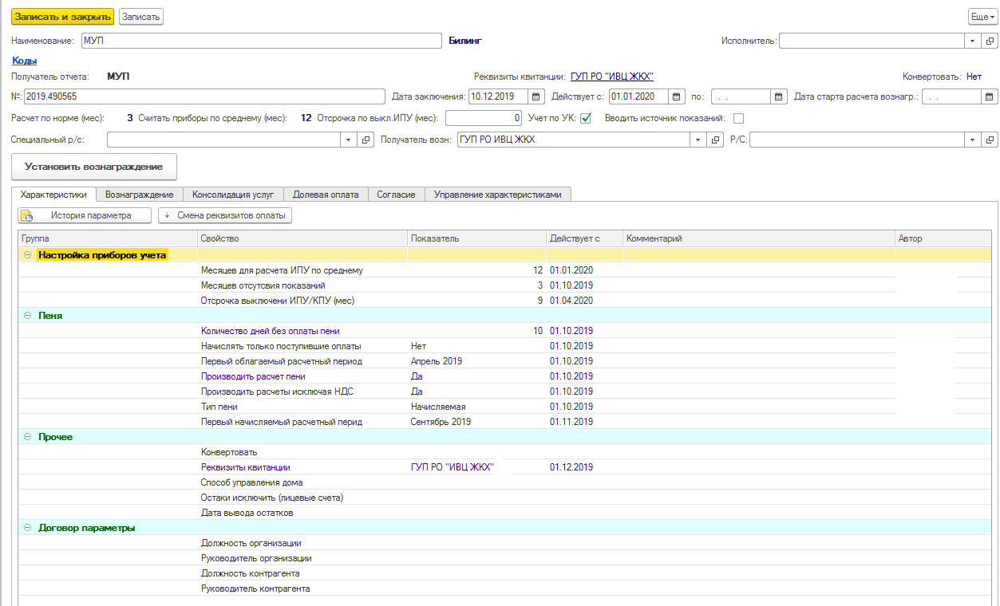 Записать и закрыть Записать Еще
Наименование: МУП Билинг Исполнитель:
Коды
Получатель отчета: МУП Реквизиты квитанции: ГУП РО "ИВЦ ЖКХ" Конвертовать: Нет
№: 2019.490565 Дата заключения: 10.12.2019 Действует с: 01.01.2020 по: . . Дата старта расчета вознагр.: . .
Расчет по норме (мес): 3 Считать приборы по среднему (мес): 12 Отсрочка по выкл.ИПУ (мес): 0 Учет по УК: Вводить источник показаний:
Специальный р/с: Получатель возн: ГУП РО ИВЦ ЖКХ Р/С:
Установить вознаграждение
Характеристики Вознаграждение Консолидация услуг Долевая оплата Согласие Управление характеристиками
История параметра Смена реквизитов оплаты
Группа Свойство Показатель Действует с Комментарий Автор
Настройка приборов учета
Месяцев для расчета ИПУ по среднему 12 01.01.2020
Месяцев отсутсвия показаний 3 01.10.2019
Отсрочка выключени ИПУ/КПУ (мес) 9 01.04.2020
Пеня
Количество дней без оплаты пени 10 01.10.2019
Начислять только поступившие оплаты Нет 01.10.2019
Первый облагаемый расчетный период Апрель 2019 01.10.2019
Производить расчет пени Да 01.10.2019
Производить расчеты исключая НДС Да 01.10.2019
Тип пени Начисляемая 01.10.2019
Первый начисляемый расчетный перид Сентябрь 2019 01.11.2019
Прочее
Конвертовать
Реквизиты квитанции ГУП РО "ИВЦ ЖКХ" 01.12.2019
Способ управления дома
Остаки исключить (лицевые счета)
Дата вывода остатков
Договор параметры
Должность организации
Руководитель организации
Должность контрагента
Руководитель контрагента